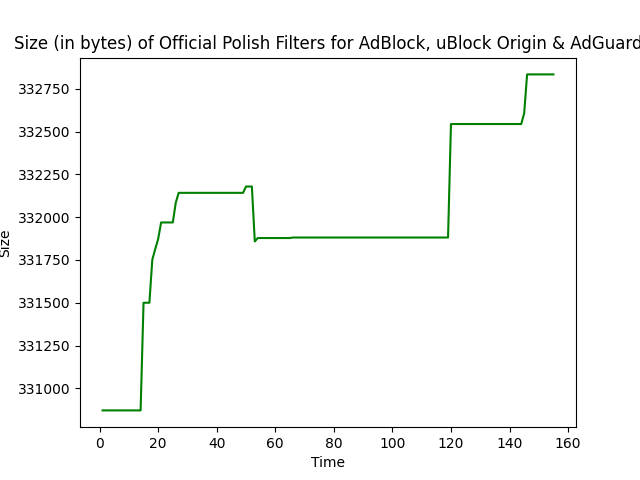 Size (in bytes) of Official Polish Filters for AdBlock, uBlock Origin & AdGuard
332750
332500
332250
332000
331750
331500
331250
331000
Size
0 20 40 60 80 100 120 140 160
Time